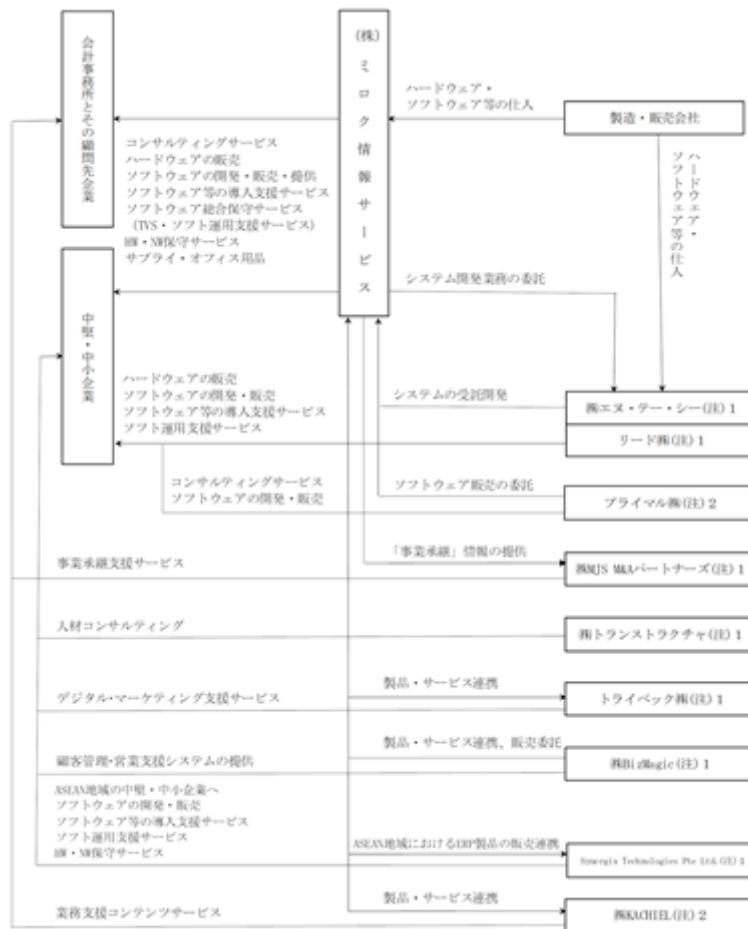 会計事務所とその顧問先企業
(株)ミロク情報サービス
ハードウェア・
ソフトウェア等の仕入
製造・販売会社
コンサルティングサービス
ハードウェアの販売
ソフトウェアの開発・販売・提供
ソフトウェア等の導入支援サービス
ソフトウェア総合保守サービス
(TVS・ソフト運用支援サービス)
HW・NW保守サービス
サプライ・オフィス用品
ハードウェア・
ソフトウェア等の仕入
システム開発業務の委託
中堅・中小企業
ハードウェアの販売
ソフトウェアの開発・販売
ソフトウェア等の導入支援サービス
ソフト運用支援サービス
システムの受託開発
㈱エヌ・テー・シー(注) 1
リード㈱(注) 1
コンサルティングサービス
ソフトウェアの開発・販売
ソフトウェア販売の委託
プライマル㈱(注) 2
「事業承継」情報の提供
事業承継支援サービス
㈱MJS M&Aパートナーズ(注) 1
人材コンサルティング
㈱トランストラクチャ(注) 1
製品・サービス連携
デジタル・マーケティング支援サービス
トライベック㈱(注) 1
製品・サービス連携、販売委託
顧客管理・営業支援システムの提供
㈱BizMagic(注) 1
ASEAN地域の中堅・中小企業へ
ソフトウェアの開発・販売
ソフトウェア等の導入支援サービス
ソフト運用支援サービス
HW・NW保守サービス
ASEAN地域におけるERP製品の販売連携
Synergix Technologies Pte Ltd.(注)
製品・サービス連携
業務支援コンテンツサービス
㈱KACHIEL(注) 2